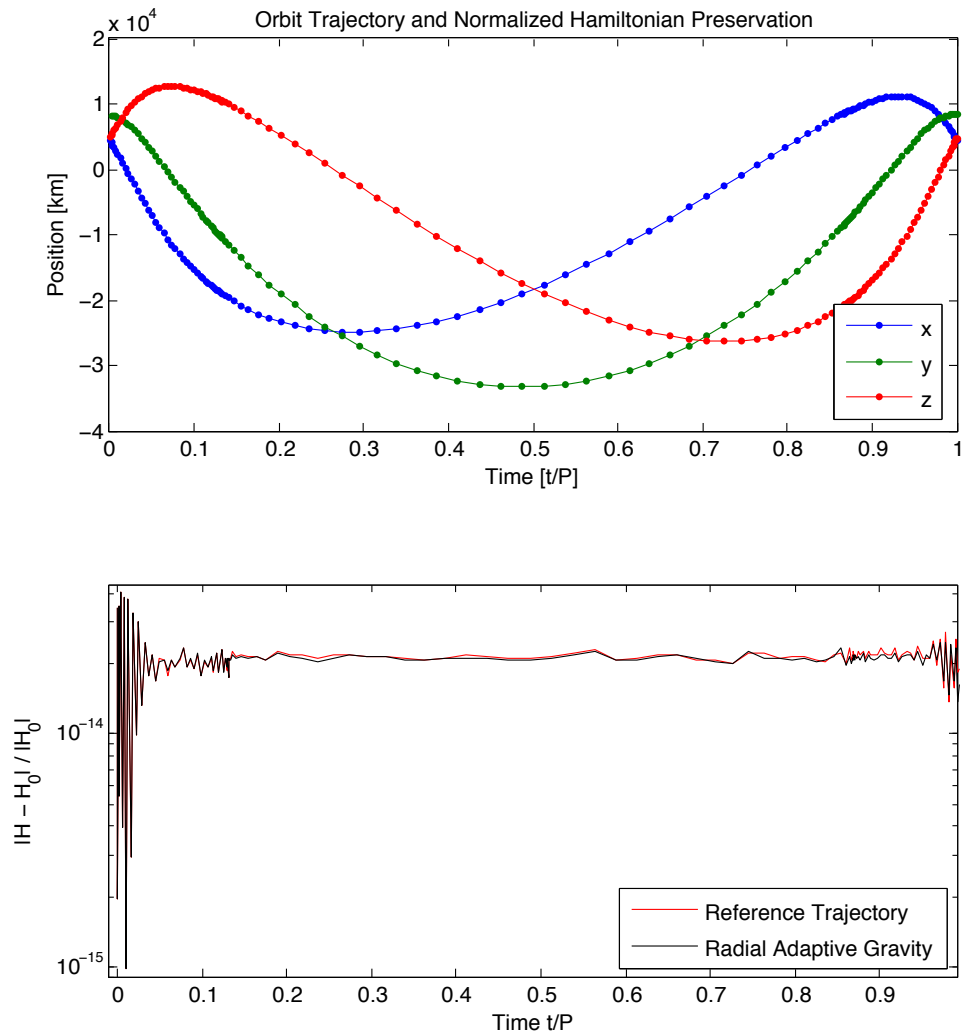 Orbit Trajectory and Normalized Hamiltonian Preservation
x 10^4
2
1
0
−1
−2
−3
−4
Position [km]
0 0.1 0.2 0.3 0.4 0.5 0.6 0.7 0.8 0.9 1
Time [t/P]
x
y
z
|H − H_0| / |H_0|
10^−14
10^−15
0 0.1 0.2 0.3 0.4 0.5 0.6 0.7 0.8 0.9
Time t/P
Reference Trajectory
Radial Adaptive Gravity